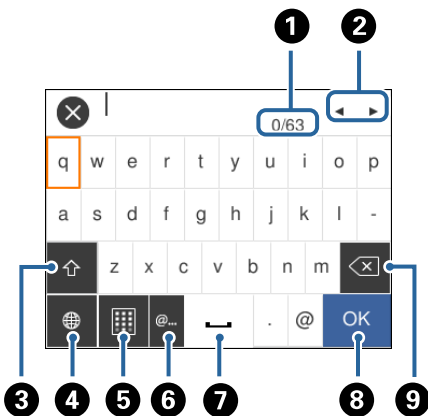 1 2
0/63
q w e r t y u i o p
a s d f g h j k l -
z x c v b n m
@... . @ OK
3 4 5 6 7 8 9